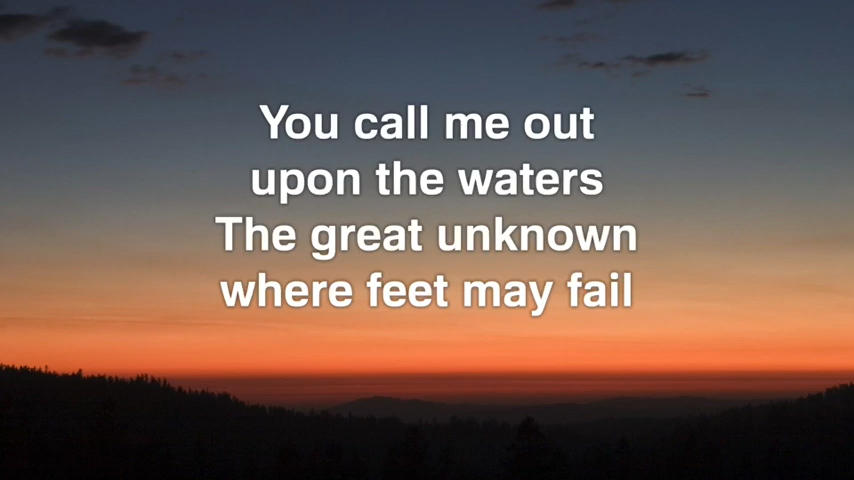 You call me out
upon the waters
The great unknown
where feet may fail